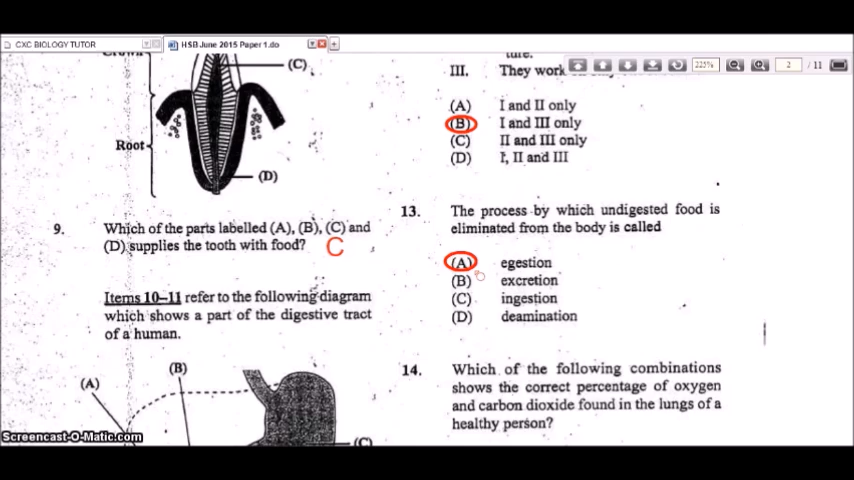 CXC BIOLOGY TUTOR
HSB June 2015 Paper 1.do
225%
2 / 11
(C)
Root
(D)
9. Which of the parts labelled (A), (B), (C) and
(D) supplies the tooth with food? C
Items 10–11 refer to the following diagram
which shows a part of the digestive tract
of a human.
(B)
(A)
(C)
III. They work
(A) I and II only
(B) I and III only
(C) II and III only
(D) I, II and III
13. The process by which undigested food is
eliminated from the body is called
(A) egestion
(B) excretion
(C) ingestion
(D) deamination
14. Which of the following combinations
shows the correct percentage of oxygen
and carbon dioxide found in the lungs of a
healthy person?
Screencast-O-Matic.com